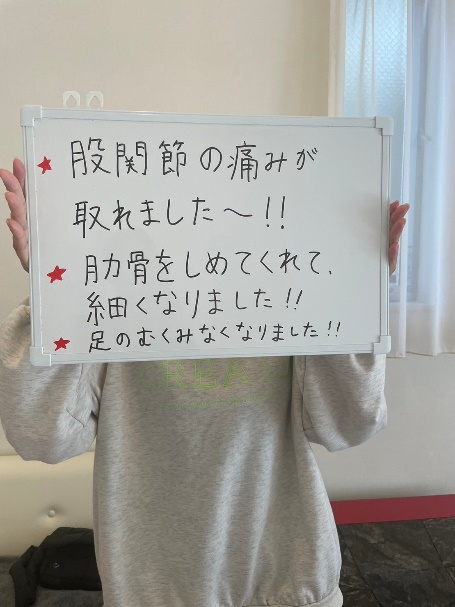 ★ 股関節の痛みが
取れました〜!!
★ 肋骨をしめてくれて、
細くなりました!!
★ 足のむくみなくなりました!!